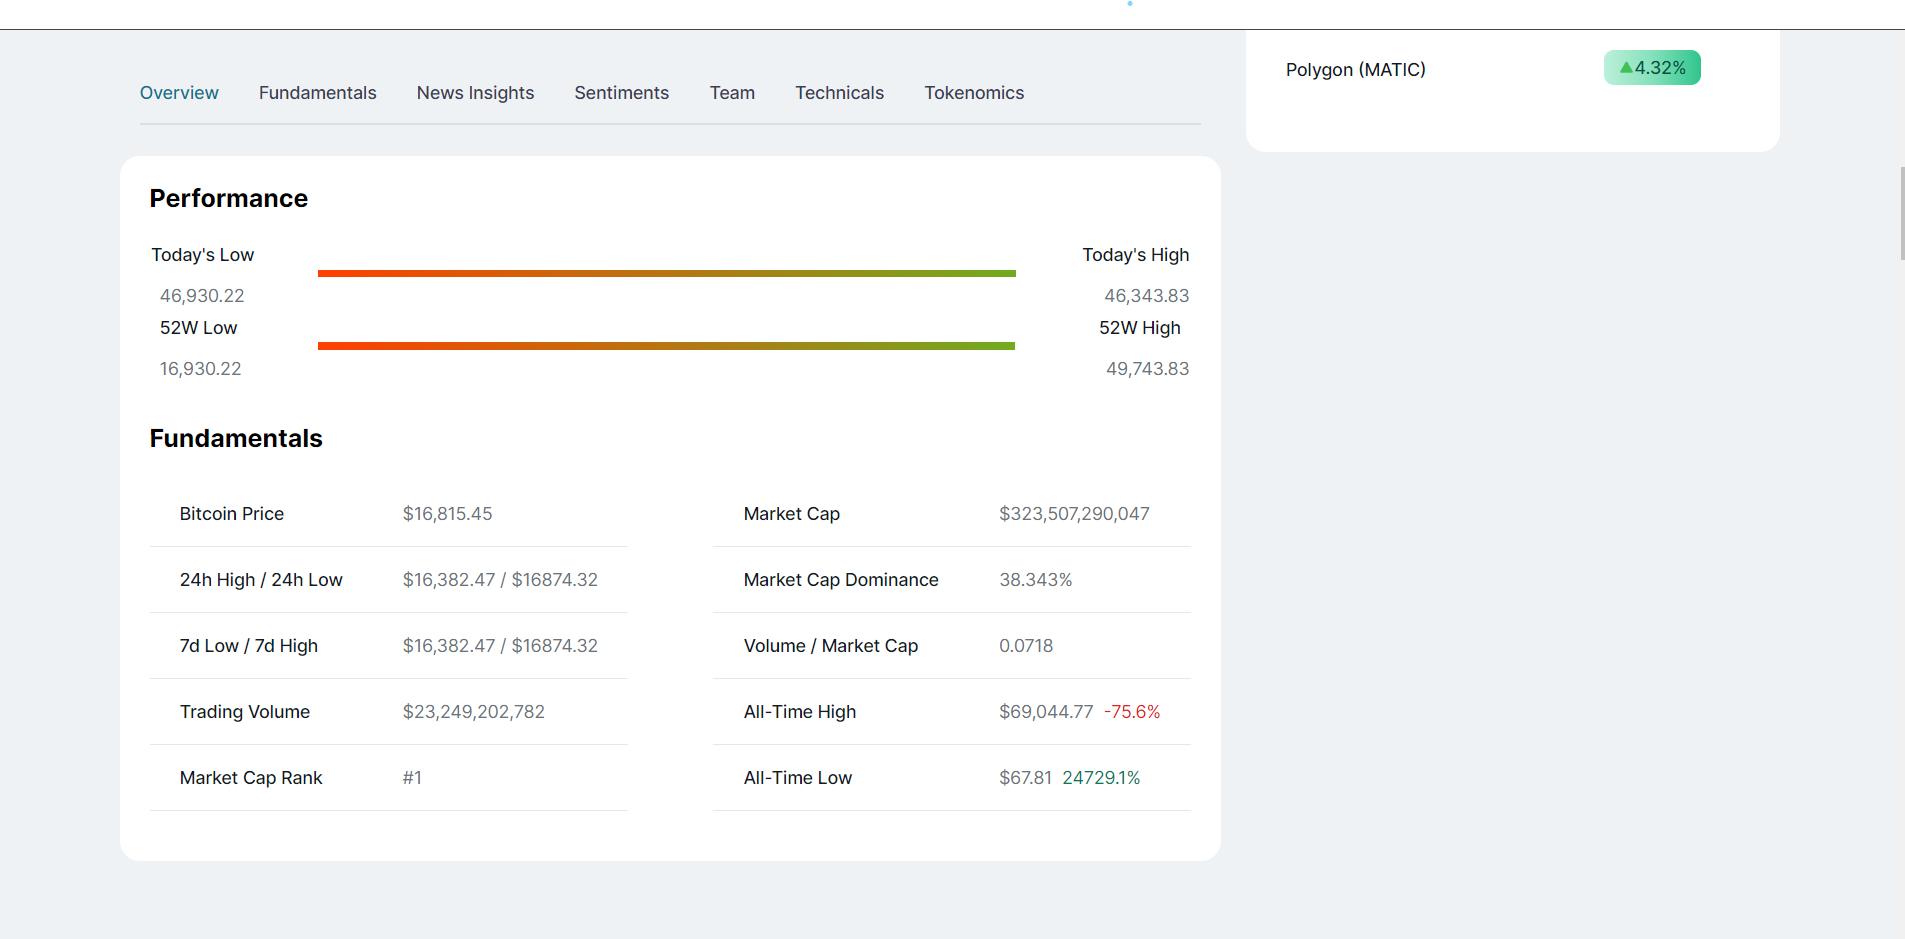 Polygon (MATIC) 4.32%
Overview Fundamentals News Insights Sentiments Team Technicals Tokenomics
Performance
Today's Low Today's High
46,930.22 46,343.83
52W Low 52W High
16,930.22 49,743.83
Fundamentals
Bitcoin Price $16,815.45 Market Cap $323,507,290,047
24h High / 24h Low $16,382.47 / $16874.32 Market Cap Dominance 38.343%
7d Low / 7d High $16,382.47 / $16874.32 Volume / Market Cap 0.0718
Trading Volume $23,249,202,782 All-Time High $69,044.77 -75.6%
Market Cap Rank #1 All-Time Low $67.81 24729.1%